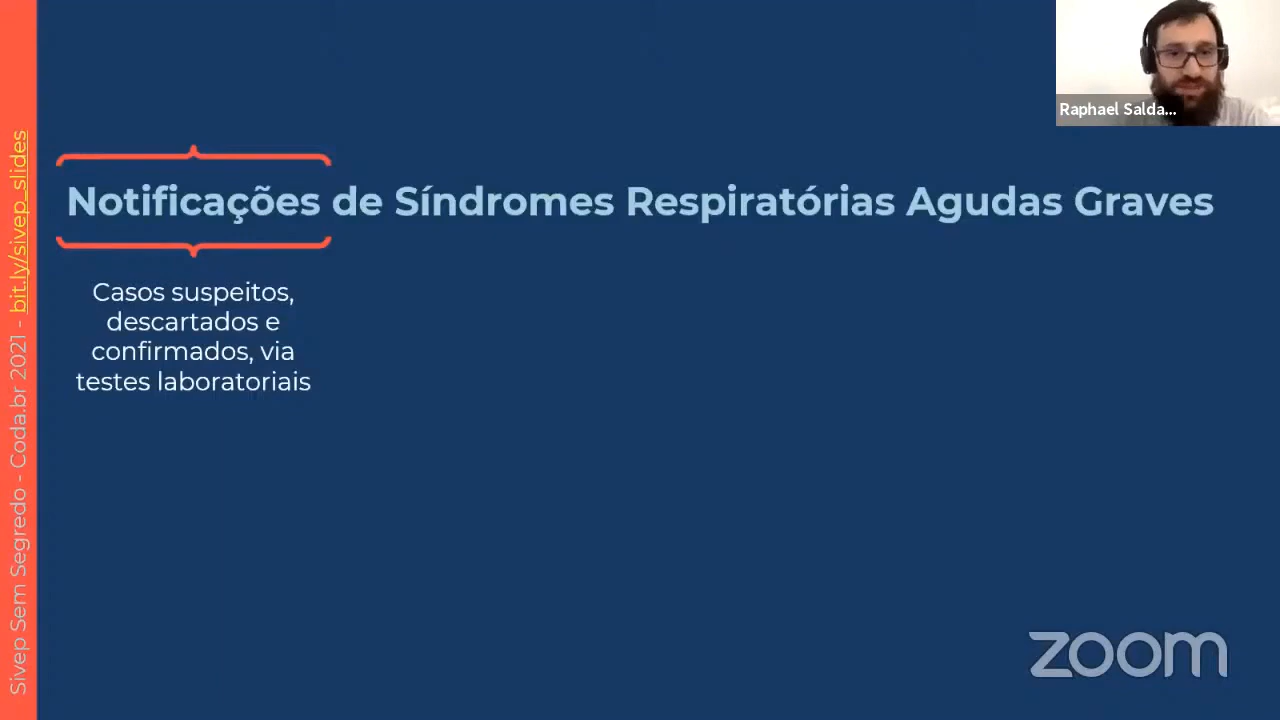 Raphael Salda...
Notificações de Síndromes Respiratórias Agudas Graves
Casos suspeitos,
descartados e
confirmados, via
testes laboratoriais
Sivep Sem Segredo - Coda.br 2021 - bit.ly/sivep_slides
zoom